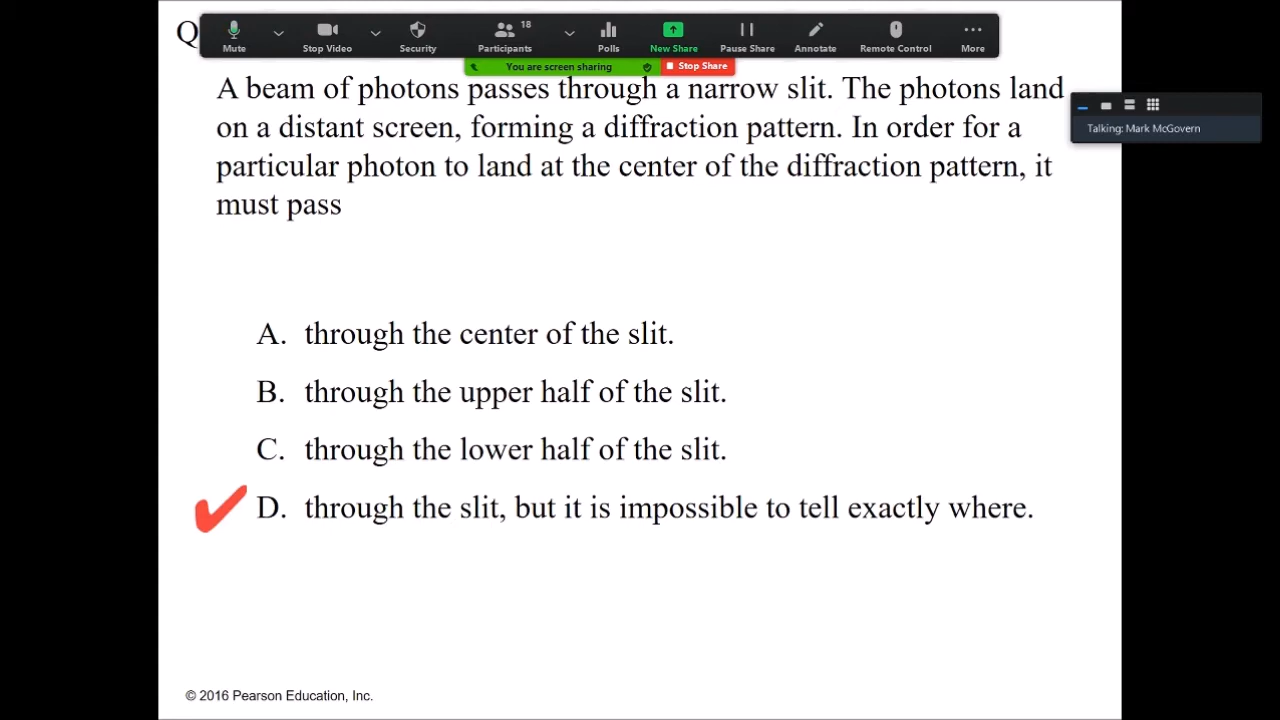 Q
18
Mute
Stop Video
Security
Participants
Polls
New Share
Pause Share
Annotate
Remote Control
More
You are screen sharing
Stop Share
Talking: Mark McGovern
A beam of photons passes through a narrow slit. The photons land
on a distant screen, forming a diffraction pattern. In order for a
particular photon to land at the center of the diffraction pattern, it
must pass
A. through the center of the slit.
B. through the upper half of the slit.
C. through the lower half of the slit.
D. through the slit, but it is impossible to tell exactly where.
© 2016 Pearson Education, Inc.